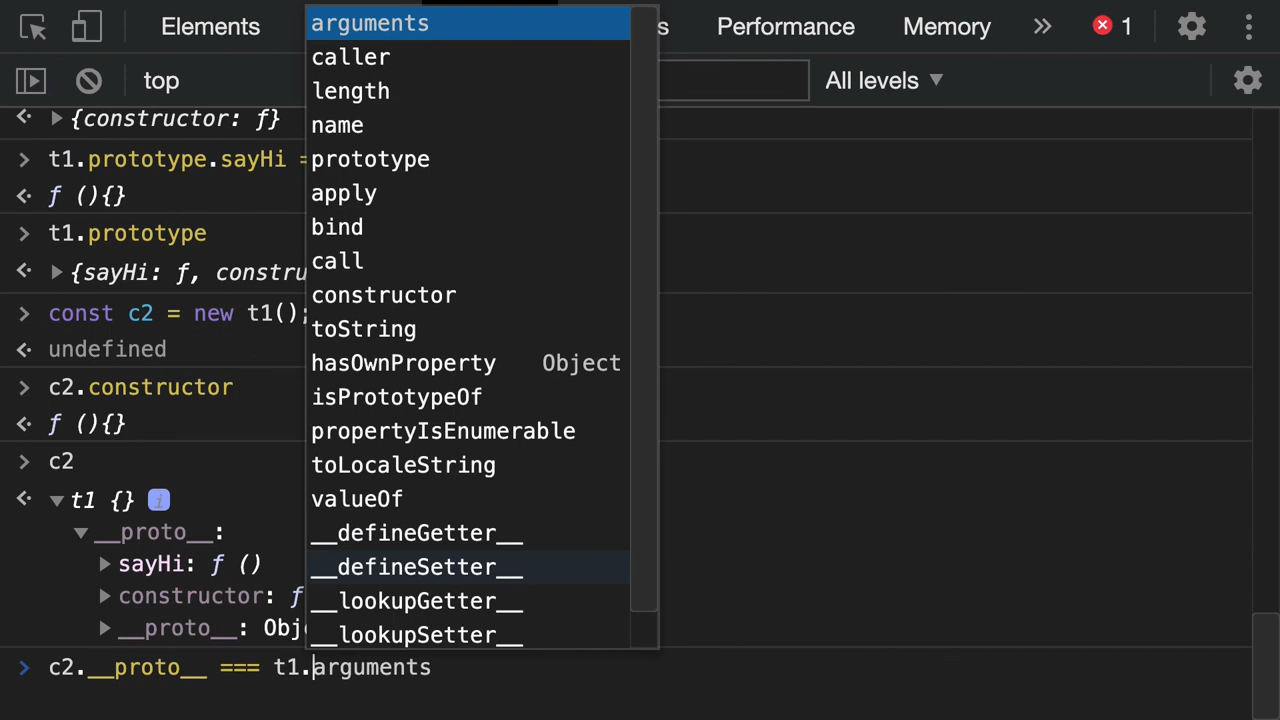 Elements
s
Performance
Memory
1
top
All levels
{constructor: f}
t1.prototype.sayHi =
f (){}
t1.prototype
{sayHi: f, constru
const c2 = new t1();
undefined
c2.constructor
f (){}
c2
t1 {} i
__proto__:
sayHi: f ()
constructor: f
__proto__: Obj
c2.__proto__ === t1.arguments
arguments
caller
length
name
prototype
apply
bind
call
constructor
toString
hasOwnProperty Object
isPrototypeOf
propertyIsEnumerable
toLocaleString
valueOf
__defineGetter__
__defineSetter__
__lookupGetter__
__lookupSetter__